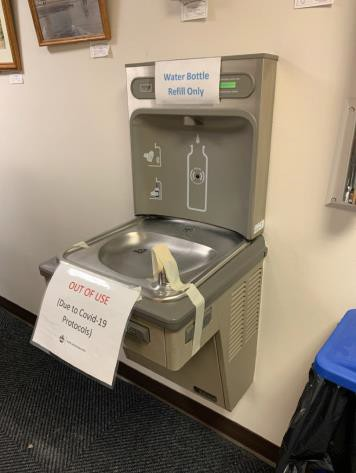 Water Bottle
Refill Only
OUT OF USE
(Due to Covid-19
Protocols)